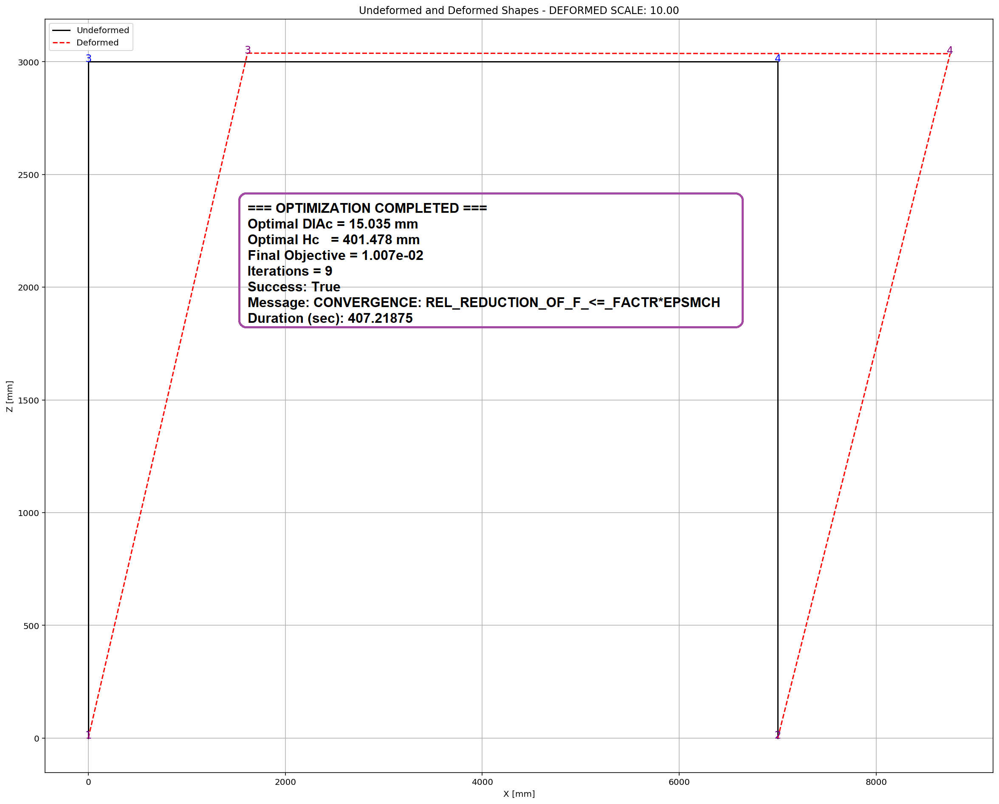 Undeformed and Deformed Shapes - DEFORMED SCALE: 10.00
Undeformed
Deformed
3
4
3
4
3000
2500
2000
1500
1000
500
0
Z [mm]
=== OPTIMIZATION COMPLETED ===
Optimal DIAc = 15.035 mm
Optimal Hc   = 401.478 mm
Final Objective = 1.007e-02
Iterations = 9
Success: True
Message: CONVERGENCE: REL_REDUCTION_OF_F_<=_FACTR*EPSMCH
Duration (sec): 407.21875
1
2
0
2000
4000
6000
8000
X [mm]